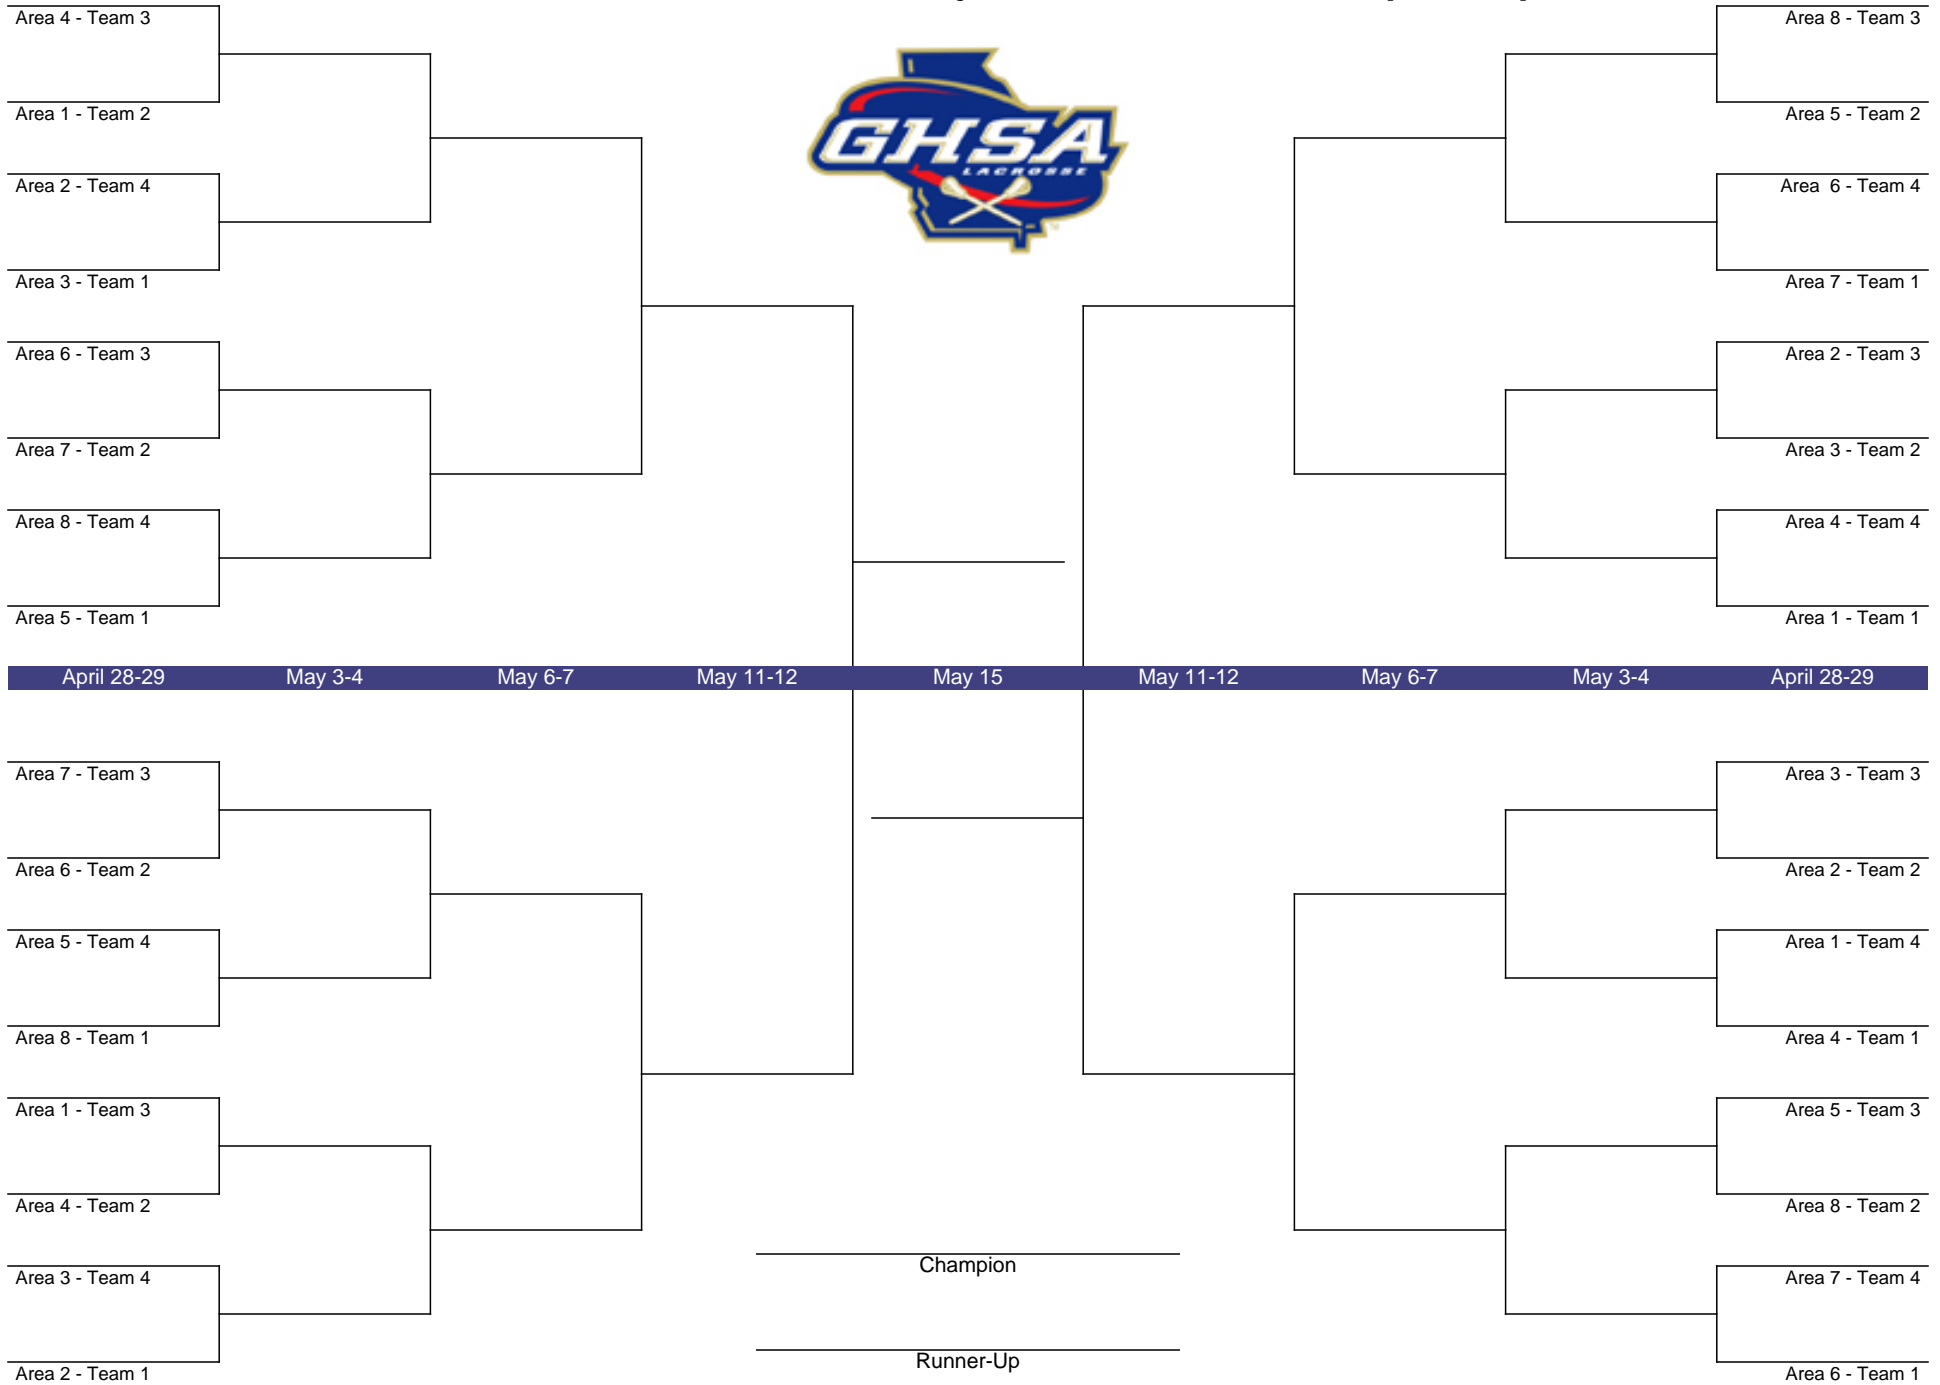 Area 4 - Team 3
Area 1 - Team 2
Area 2 - Team 4
Area 3 - Team 1
Area 6 - Team 3
Area 7 - Team 2
Area 8 - Team 4
Area 5 - Team 1
GHSA
LACROSSE
Area 8 - Team 3
Area 5 - Team 2
Area  6 - Team 4
Area 7 - Team 1
Area 2 - Team 3
Area 3 - Team 2
Area 4 - Team 4
Area 1 - Team 1
April 28-29 May 3-4 May 6-7 May 11-12 May 15 May 11-12 May 6-7 May 3-4 April 28-29
Area 7 - Team 3
Area 6 - Team 2
Area 5 - Team 4
Area 8 - Team 1
Area 1 - Team 3
Area 4 - Team 2
Area 3 - Team 4
Area 2 - Team 1
Champion
Runner-Up
Area 3 - Team 3
Area 2 - Team 2
Area 1 - Team 4
Area 4 - Team 1
Area 5 - Team 3
Area 8 - Team 2
Area 7 - Team 4
Area 6 - Team 1